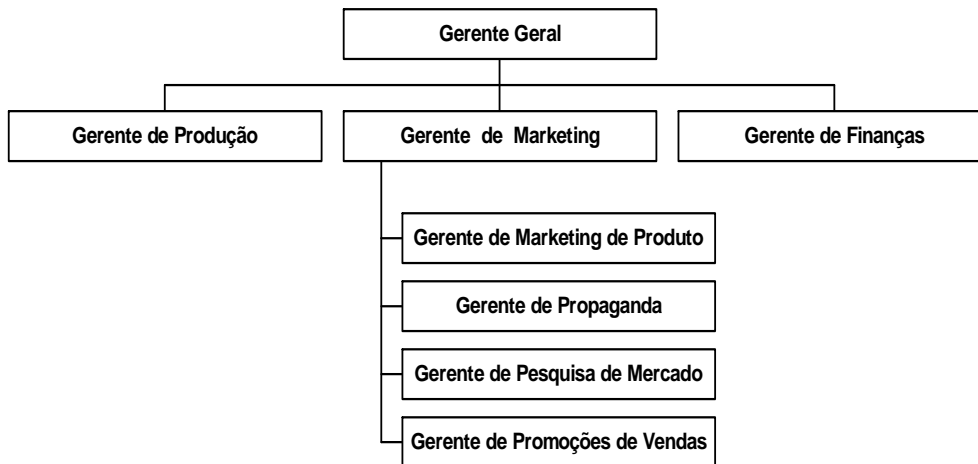 Gerente Geral
Gerente de Produção
Gerente de Marketing
Gerente de Finanças
Gerente de Marketing de Produto
Gerente de Propaganda
Gerente de Pesquisa de Mercado
Gerente de Promoções de Vendas